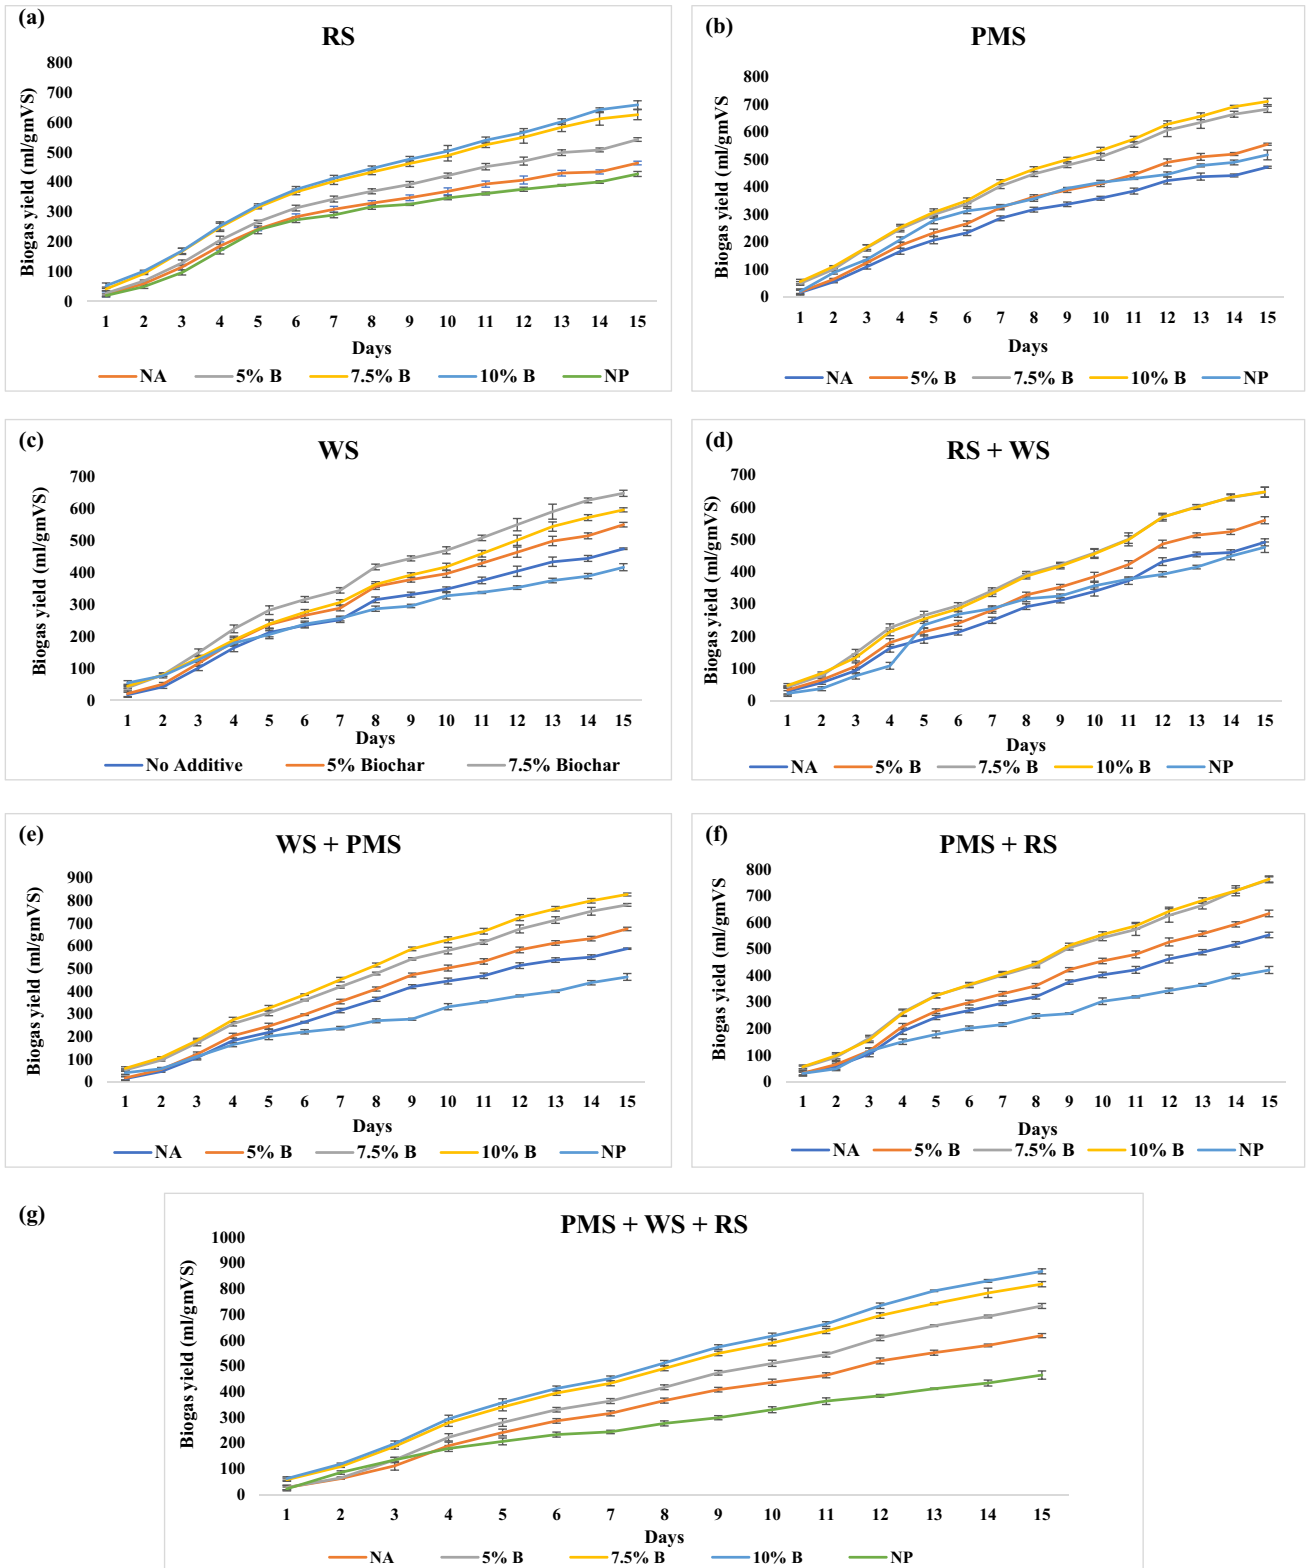 (a)
RS
Biogas yield (ml/gmVS)
800
700
600
500
400
300
200
100
0
1 2 3 4 5 6 7 8 9 10 11 12 13 14 15
Days
NA 5% B 7.5% B 10% B NP
(b)
PMS
Biogas yield (ml/gmVS)
800
700
600
500
400
300
200
100
0
1 2 3 4 5 6 7 8 9 10 11 12 13 14 15
Days
NA 5% B 7.5% B 10% B NP
(c)
WS
Biogas yield (ml/gmVS)
700
600
500
400
300
200
100
0
1 2 3 4 5 6 7 8 9 10 11 12 13 14 15
Days
No Additive 5% Biochar 7.5% Biochar
(d)
RS + WS
Biogas yield (ml/gmVS)
700
600
500
400
300
200
100
0
1 2 3 4 5 6 7 8 9 10 11 12 13 14 15
Days
NA 5% B 7.5% B 10% B NP
(e)
WS + PMS
Biogas yield (ml/gmVS)
900
800
700
600
500
400
300
200
100
0
1 2 3 4 5 6 7 8 9 10 11 12 13 14 15
Days
NA 5% B 7.5% B 10% B NP
(f)
PMS + RS
Biogas yield (ml/gmVS
800
700
600
500
400
300
200
100
0
1 2 3 4 5 6 7 8 9 10 11 12 13 14 15
Days
NA 5% B 7.5% B 10% B NP
(g)
PMS + WS + RS
Biogas yield (ml/gmVS)
1000
900
800
700
600
500
400
300
200
100
0
1 2 3 4 5 6 7 8 9 10 11 12 13 14 15
Days
NA 5% B 7.5% B 10% B NP